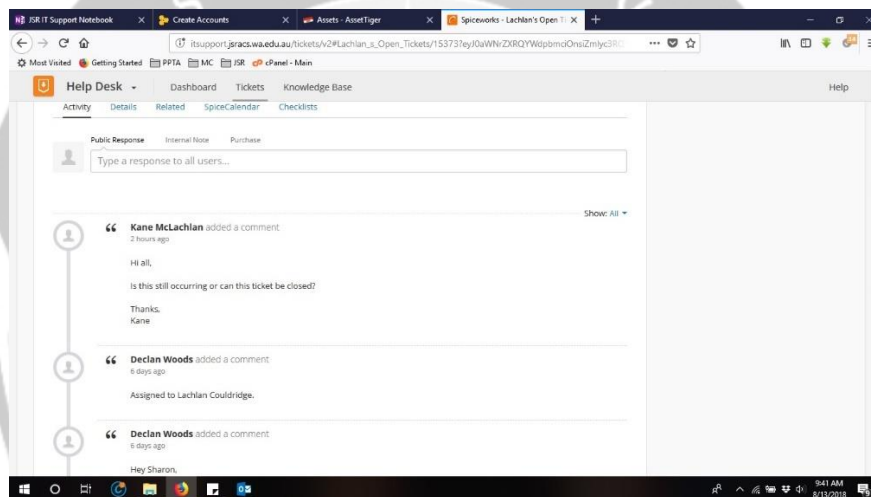 JSR IT Support Notebook
Create Accounts
Assets - AssetTiger
Spiceworks - Lachlan's Open Ti
Most Visited Getting Started PPTA MC JSR cPanel - Main
Help Desk Dashboard Tickets Knowledge Base Help
Activity Details Related SpiceCalendar Checklists
Public Response Internal Note Purchase
Type a response to all users...
Show: All
Kane McLachlan added a comment
2 hours ago
Hi all,
Is this still occurring or can this ticket be closed?
Thanks,
Kane
Declan Woods added a comment
6 days ago
Assigned to Lachlan Couldridge.
Declan Woods added a comment
6 days ago
Hey Sharon,
9:41 AM
8/13/2018